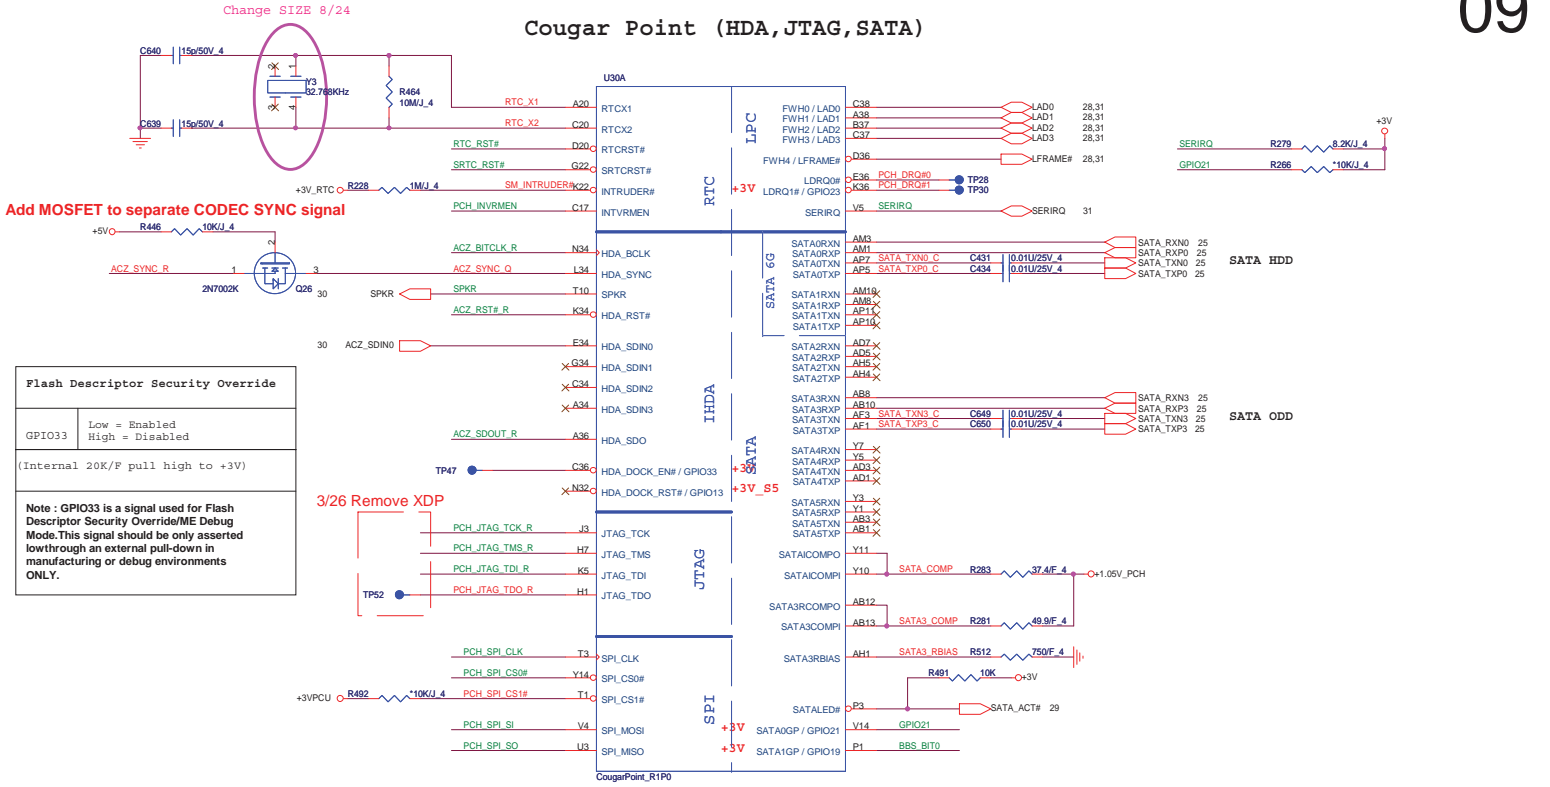 Change SIZE 8/24
Cougar Point (HDA,JTAG,SATA)
09
C640 15p/50V_4
Y3
32.768KHz
2 1
3 4
R464
10M/J_4
C639 15p/50V_4
U30A
RTC_X1 A20 RTCX1
RTC_X2 C20 RTCX2
RTC_RST# D20 RTCRST#
SRTC_RST# G22 SRTCRST#
+3V_RTC R228 1M/J_4 SM_INTRUDER# K22 INTRUDER#
PCH_INVRMEN C17 INTVRMEN
RTC
LPC
+3V
FWH0 / LAD0 C38 LAD0 28,31
FWH1 / LAD1 A38 LAD1 28,31
FWH2 / LAD2 B37 LAD2 28,31
FWH3 / LAD3 C37 LAD3 28,31
FWH4 / LFRAME# D36 LFRAME# 28,31
LDRQ0# E36 PCH_DRQ#0 TP28
LDRQ1# / GPIO23 K36 PCH_DRQ#1 TP30
SERIRQ V5 SERIRQ SERIRQ 31
+3V
SERIRQ R279 8.2K/J_4
GPIO21 R266 *10K/J_4
Add MOSFET to separate CODEC SYNC signal
+5V R446 10K/J_4
2
ACZ_SYNC_R 1 3
2N7002K Q26
ACZ_BITCLK_R N34 HDA_BCLK
ACZ_SYNC_Q L34 HDA_SYNC
30 SPKR SPKR T10 SPKR
ACZ_RST#_R K34 HDA_RST#
30 ACZ_SDIN0 E34 HDA_SDIN0
G34 HDA_SDIN1
C34 HDA_SDIN2
A34 HDA_SDIN3
ACZ_SDOUT_R A36 HDA_SDO
TP47 C36 HDA_DOCK_EN# / GPIO33 +3V
N32 HDA_DOCK_RST# / GPIO13 +3V_S5
IHDA
SATA
SATA 6G
SATA0RXN AM3 SATA_RXN0 25
SATA0RXP AM1 SATA_RXP0 25
SATA0TXN AP7 SATA_TXN0_C C431 0.01U/25V_4 SATA_TXN0 25
SATA0TXP AP5 SATA_TXP0_C C434 0.01U/25V_4 SATA_TXP0 25
SATA HDD
SATA1RXN AM10
SATA1RXP AM8
SATA1TXN AP11
SATA1TXP AP10
SATA2RXN AD7
SATA2RXP AD5
SATA2TXN AH5
SATA2TXP AH4
SATA3RXN AB8 SATA_RXN3 25
SATA3RXP AB10 SATA_RXP3 25
SATA3TXN AF3 SATA_TXN3_C C649 0.01U/25V_4 SATA_TXN3 25
SATA3TXP AF1 SATA_TXP3_C C650 0.01U/25V_4 SATA_TXP3 25
SATA ODD
SATA4RXN Y7
SATA4RXP Y5
SATA4TXN AD3
SATA4TXP AD1
SATA5RXN Y3
SATA5RXP Y1
SATA5TXN AB3
SATA5TXP AB1
SATAICOMPO Y11
SATAICOMPI Y10 SATA_COMP R283 37.4/F_4 +1.05V_PCH
SATA3RCOMPO AB12
SATA3COMPI AB13 SATA3_COMP R281 49.9/F_4
SATA3RBIAS AH1 SATA3_RBIAS R512 750/F_4
R491 10K +3V
SATALED# P3 SATA_ACT# 29
+3V SATA0GP / GPIO21 V14 GPIO21
+3V SATA1GP / GPIO19 P1 BBS_BIT0
Flash Descriptor Security Override
GPIO33
Low = Enabled
High = Disabled
(Internal 20K/F pull high to +3V)
Note : GPIO33 is a signal used for Flash
Descriptor Security Override/ME Debug
Mode.This signal should be only asserted
lowthrough an external pull-down in
manufacturing or debug environments
ONLY.
3/26 Remove XDP
PCH_JTAG_TCK_R J3 JTAG_TCK
PCH_JTAG_TMS_R H7 JTAG_TMS
PCH_JTAG_TDI_R K5 JTAG_TDI
TP52 PCH_JTAG_TDO_R H1 JTAG_TDO
JTAG
PCH_SPI_CLK T3 SPI_CLK
PCH_SPI_CS0# Y14 SPI_CS0#
+3VPCU R492 *10K/J_4 PCH_SPI_CS1# T1 SPI_CS1#
PCH_SPI_SI V4 SPI_MOSI
PCH_SPI_SO U3 SPI_MISO
SPI
CougarPoint_R1P0